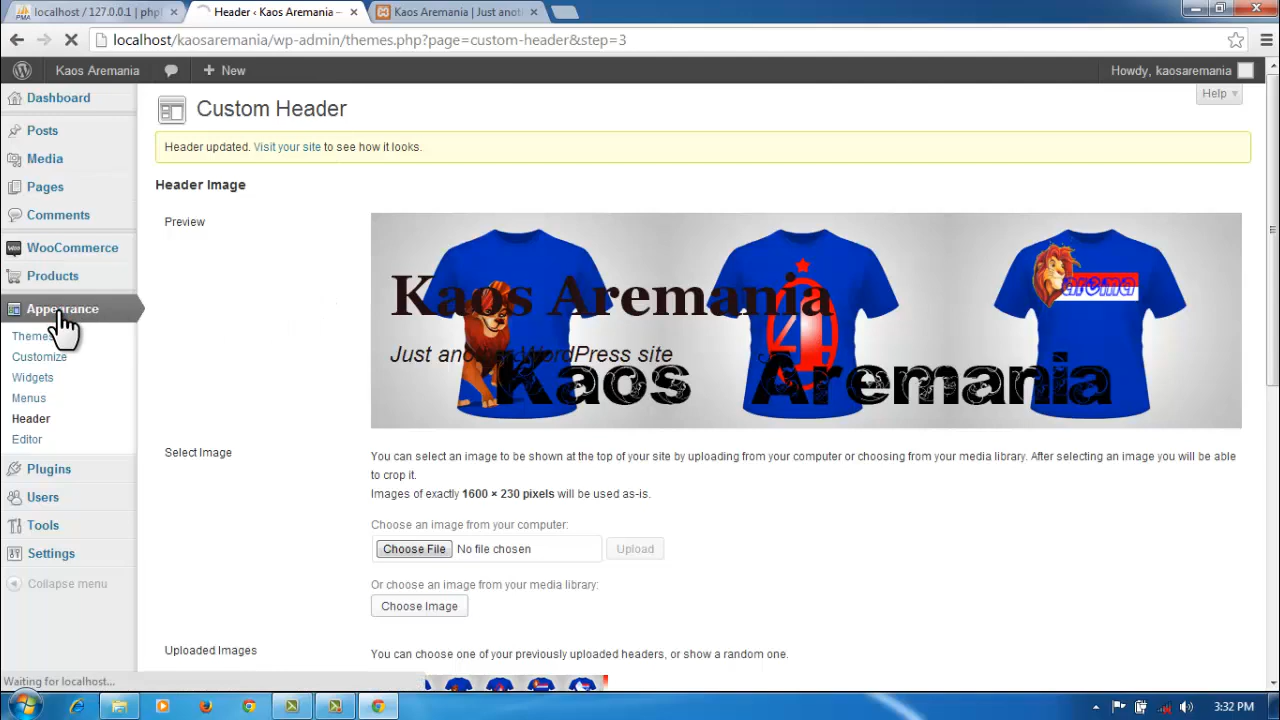 localhost / 127.0.0.1 | phpl
Header ‹ Kaos Aremania –
Kaos Aremania | Just anot
localhost/kaosaremania/wp-admin/themes.php?page=custom-header&step=3
Kaos Aremania
New
Howdy, kaosaremania
Help
Dashboard
Posts
Media
Pages
Comments
WooCommerce
Products
Appearance
Themes
Customize
Widgets
Menus
Header
Editor
Plugins
Users
Tools
Settings
Collapse menu
Custom Header
Header updated. Visit your site to see how it looks.
Header Image
Preview
arema
Kaos Aremania
Just another WordPress site
Kaos Aremania
Select Image
You can select an image to be shown at the top of your site by uploading from your computer or choosing from your media library. After selecting an image you will be able
to crop it.
Images of exactly 1600 × 230 pixels will be used as-is.
Choose an image from your computer:
Choose File No file chosen Upload
Or choose an image from your media library:
Choose Image
Uploaded Images
You can choose one of your previously uploaded headers, or show a random one.
Waiting for localhost...
3:32 PM